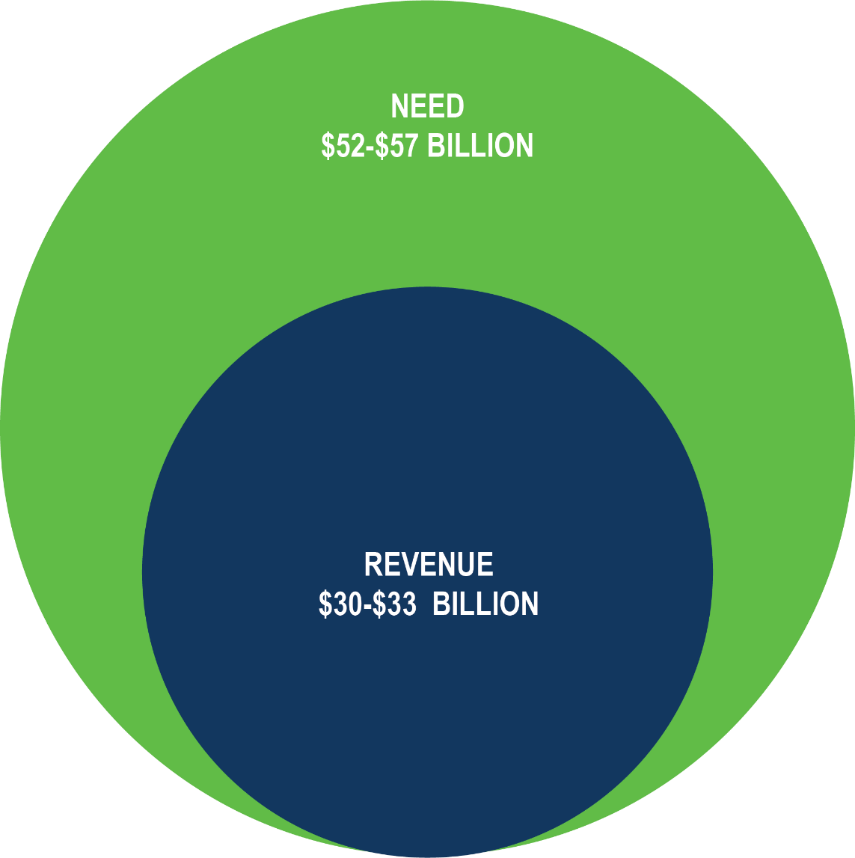 NEED
$52-$57 BILLION
REVENUE
$30-$33  BILLION